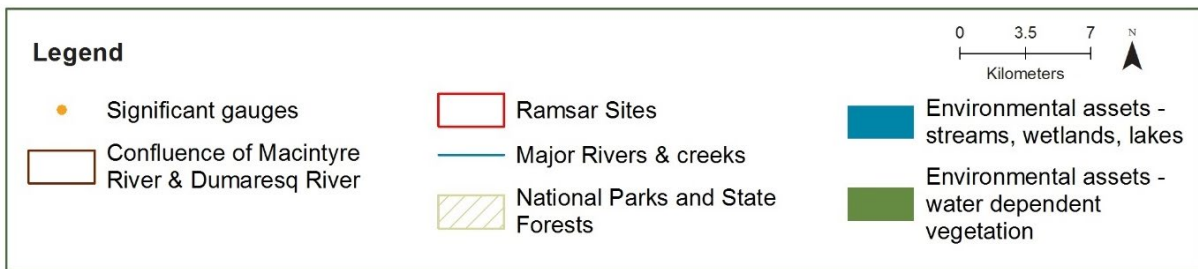 Legend
0 3.5 7
Kilometers
N
Significant gauges
Confluence of Macintyre
River & Dumaresq River
Ramsar Sites
Major Rivers & creeks
National Parks and State
Forests
Environmental assets -
streams, wetlands, lakes
Environmental assets -
water dependent
vegetation